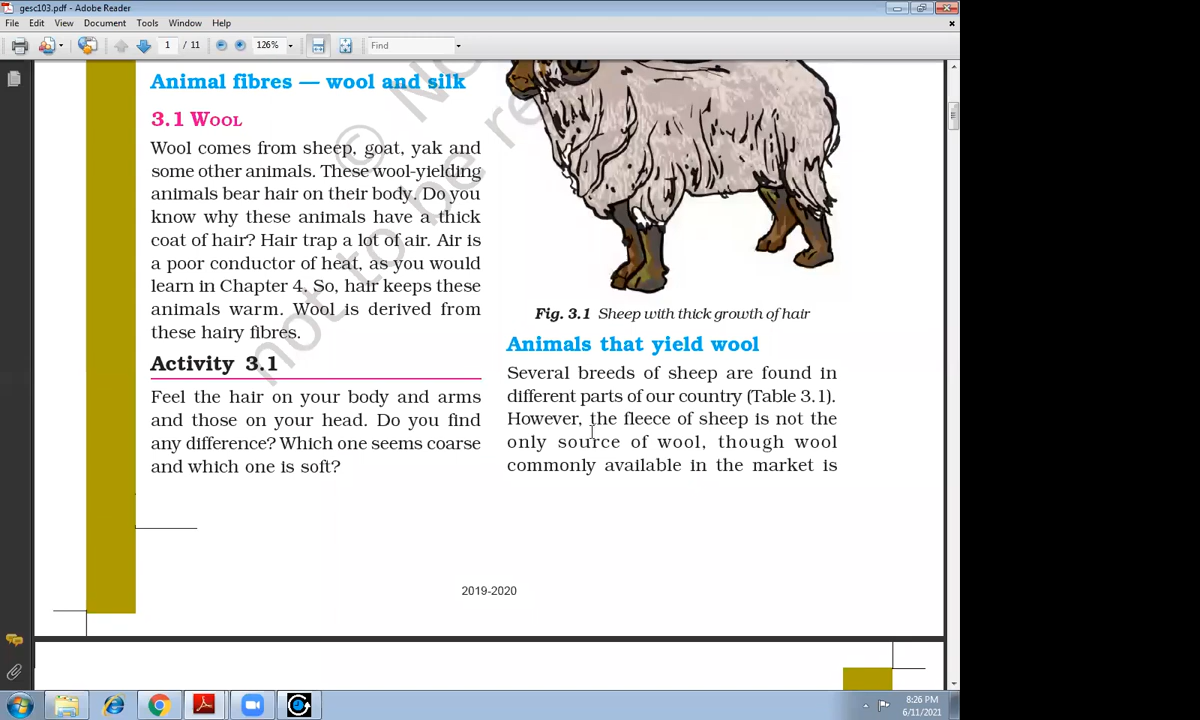 gesc103.pdf - Adobe Reader
File Edit View Document Tools Window Help
1 / 11 126% Find
Animal fibres — wool and silk
3.1 WOOL
Wool comes from sheep, goat, yak and
some other animals. These wool-yielding
animals bear hair on their body. Do you
know why these animals have a thick
coat of hair? Hair trap a lot of air. Air is
a poor conductor of heat, as you would
learn in Chapter 4. So, hair keeps these
animals warm. Wool is derived from
these hairy fibres.
Activity 3.1
Feel the hair on your body and arms
and those on your head. Do you find
any difference? Which one seems coarse
and which one is soft?
Fig. 3.1 Sheep with thick growth of hair
Animals that yield wool
Several breeds of sheep are found in
different parts of our country (Table 3.1).
However, the fleece of sheep is not the
only source of wool, though wool
commonly available in the market is
© NO
not to be re
2019-2020
8:26 PM
6/11/2021